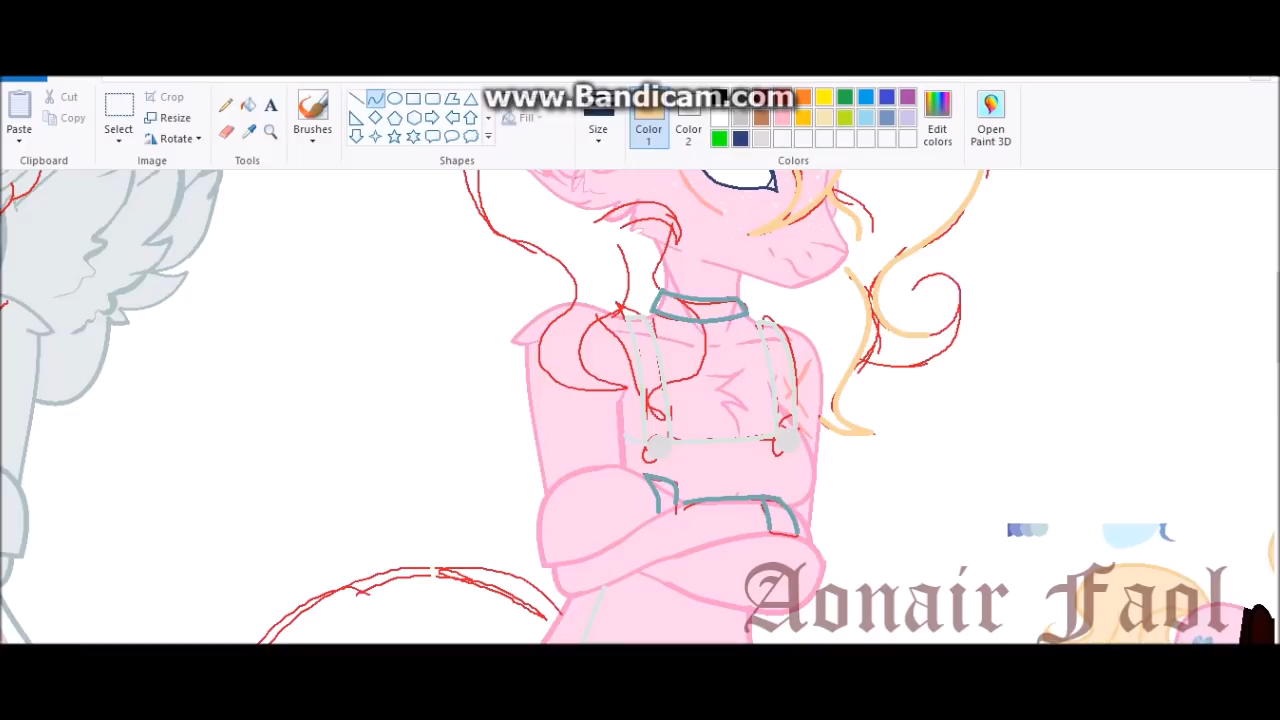 www.Bandicam.com
Cut
Copy
Paste
Clipboard
Select
Crop
Resize
Rotate
Image
Tools
Brushes
Shapes
Fill
Size
Color 1
Color 2
Colors
Edit colors
Open Paint 3D
Aonair Faol